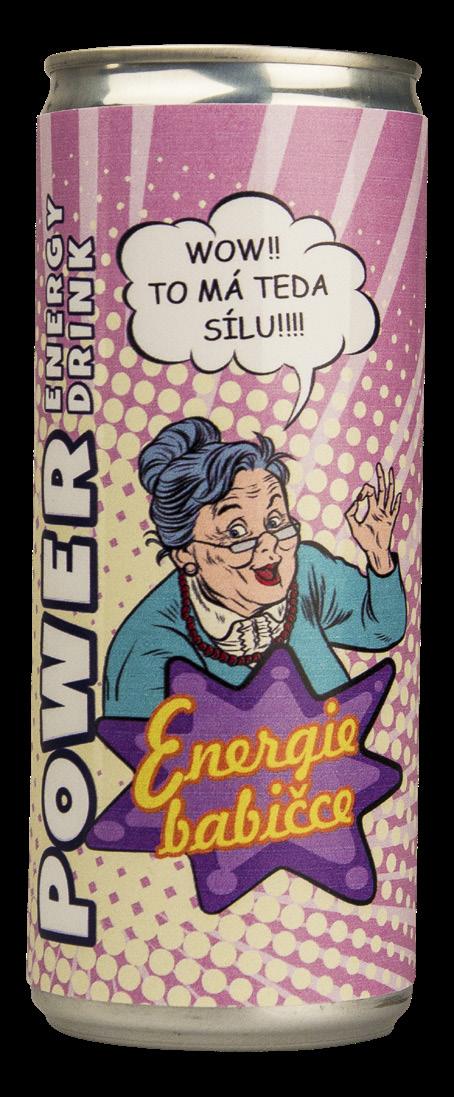 WOW!!
TO MÁ TEDA
SÍLU!!!!
POWER
ENERGY
DRINK
Energie
babičce